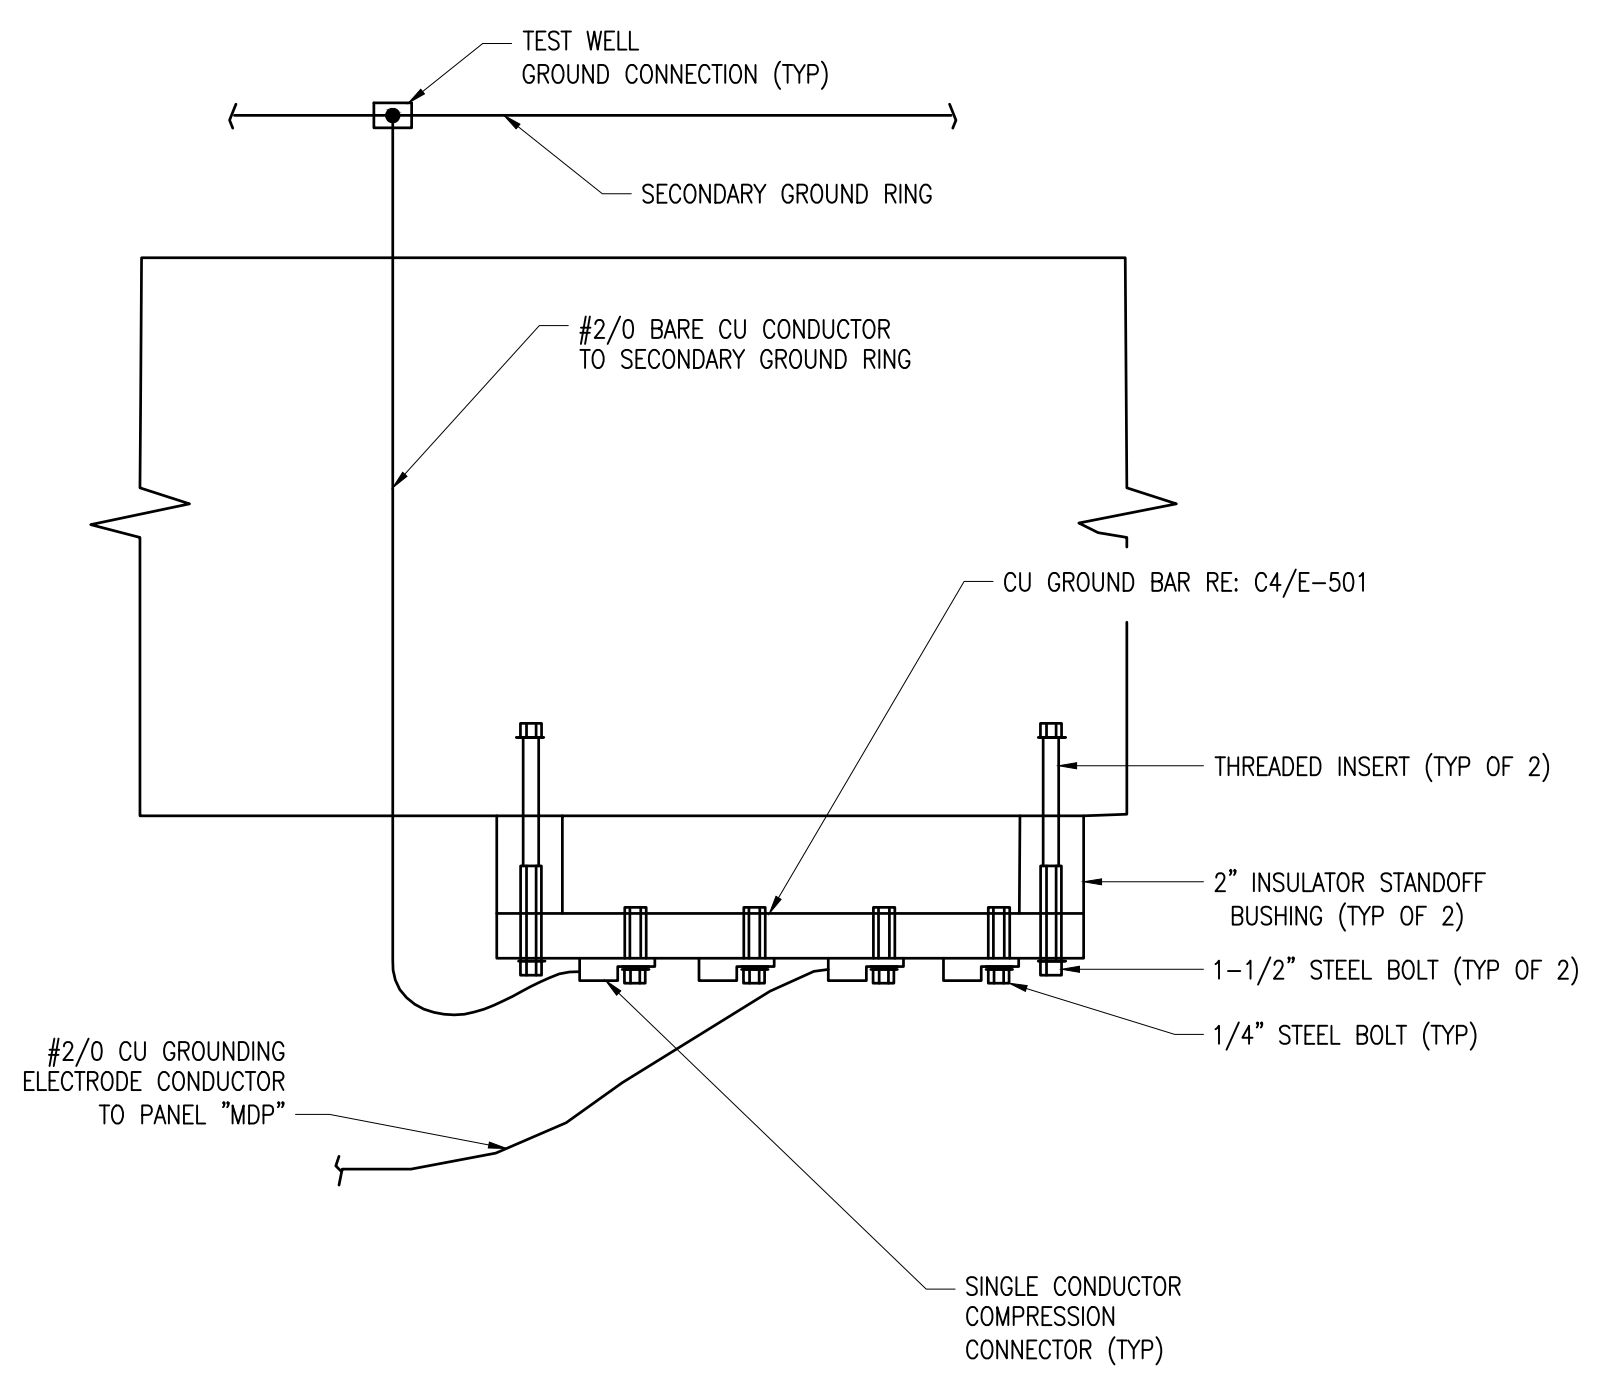 TEST WELL
GROUND CONNECTION (TYP)
SECONDARY GROUND RING
#2/0 BARE CU CONDUCTOR
TO SECONDARY GROUND RING
CU GROUND BAR RE: C4/E-501
THREADED INSERT (TYP OF 2)
2" INSULATOR STANDOFF
BUSHING (TYP OF 2)
1-1/2" STEEL BOLT (TYP OF 2)
1/4" STEEL BOLT (TYP)
#2/0 CU GROUNDING
ELECTRODE CONDUCTOR
TO PANEL "MDP"
SINGLE CONDUCTOR
COMPRESSION
CONNECTOR (TYP)